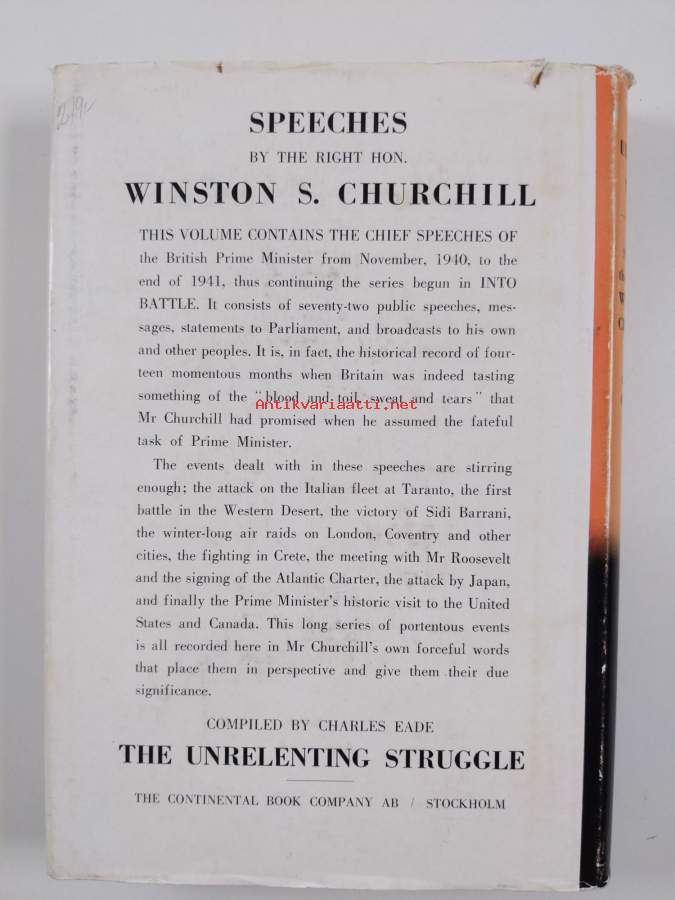 SPEECHES
BY THE RIGHT HON.
WINSTON S. CHURCHILL
THIS VOLUME CONTAINS THE CHIEF SPEECHES OF
the British Prime Minister from November, 1940, to the
end of 1941, thus continuing the series begun in INTO
BATTLE. It consists of seventy-two public speeches, mes-
sages, statements to Parliament, and broadcasts to his own
and other peoples. It is, in fact, the historical record of four-
teen momentous months when Britain was indeed tasting
something of the "blood and toil, sweat and tears" that
Antikvariaatti.net
Mr Churchill had promised when he assumed the fateful
task of Prime Minister.
The events dealt with in these speeches are stirring
enough; the attack on the Italian fleet at Taranto, the first
battle in the Western Desert, the victory of Sidi Barrani,
the winter-long air raids on London, Coventry and other
cities, the fighting in Crete, the meeting with Mr Roosevelt
and the signing of the Atlantic Charter, the attack by Japan,
and finally the Prime Minister's historic visit to the United
States and Canada. This long series of portentous events
is all recorded here in Mr Churchill's own forceful words
that place them in perspective and give them their due
significance.
COMPILED BY CHARLES EADE
THE UNRELENTING STRUGGLE
THE CONTINENTAL BOOK COMPANY AB / STOCKHOLM